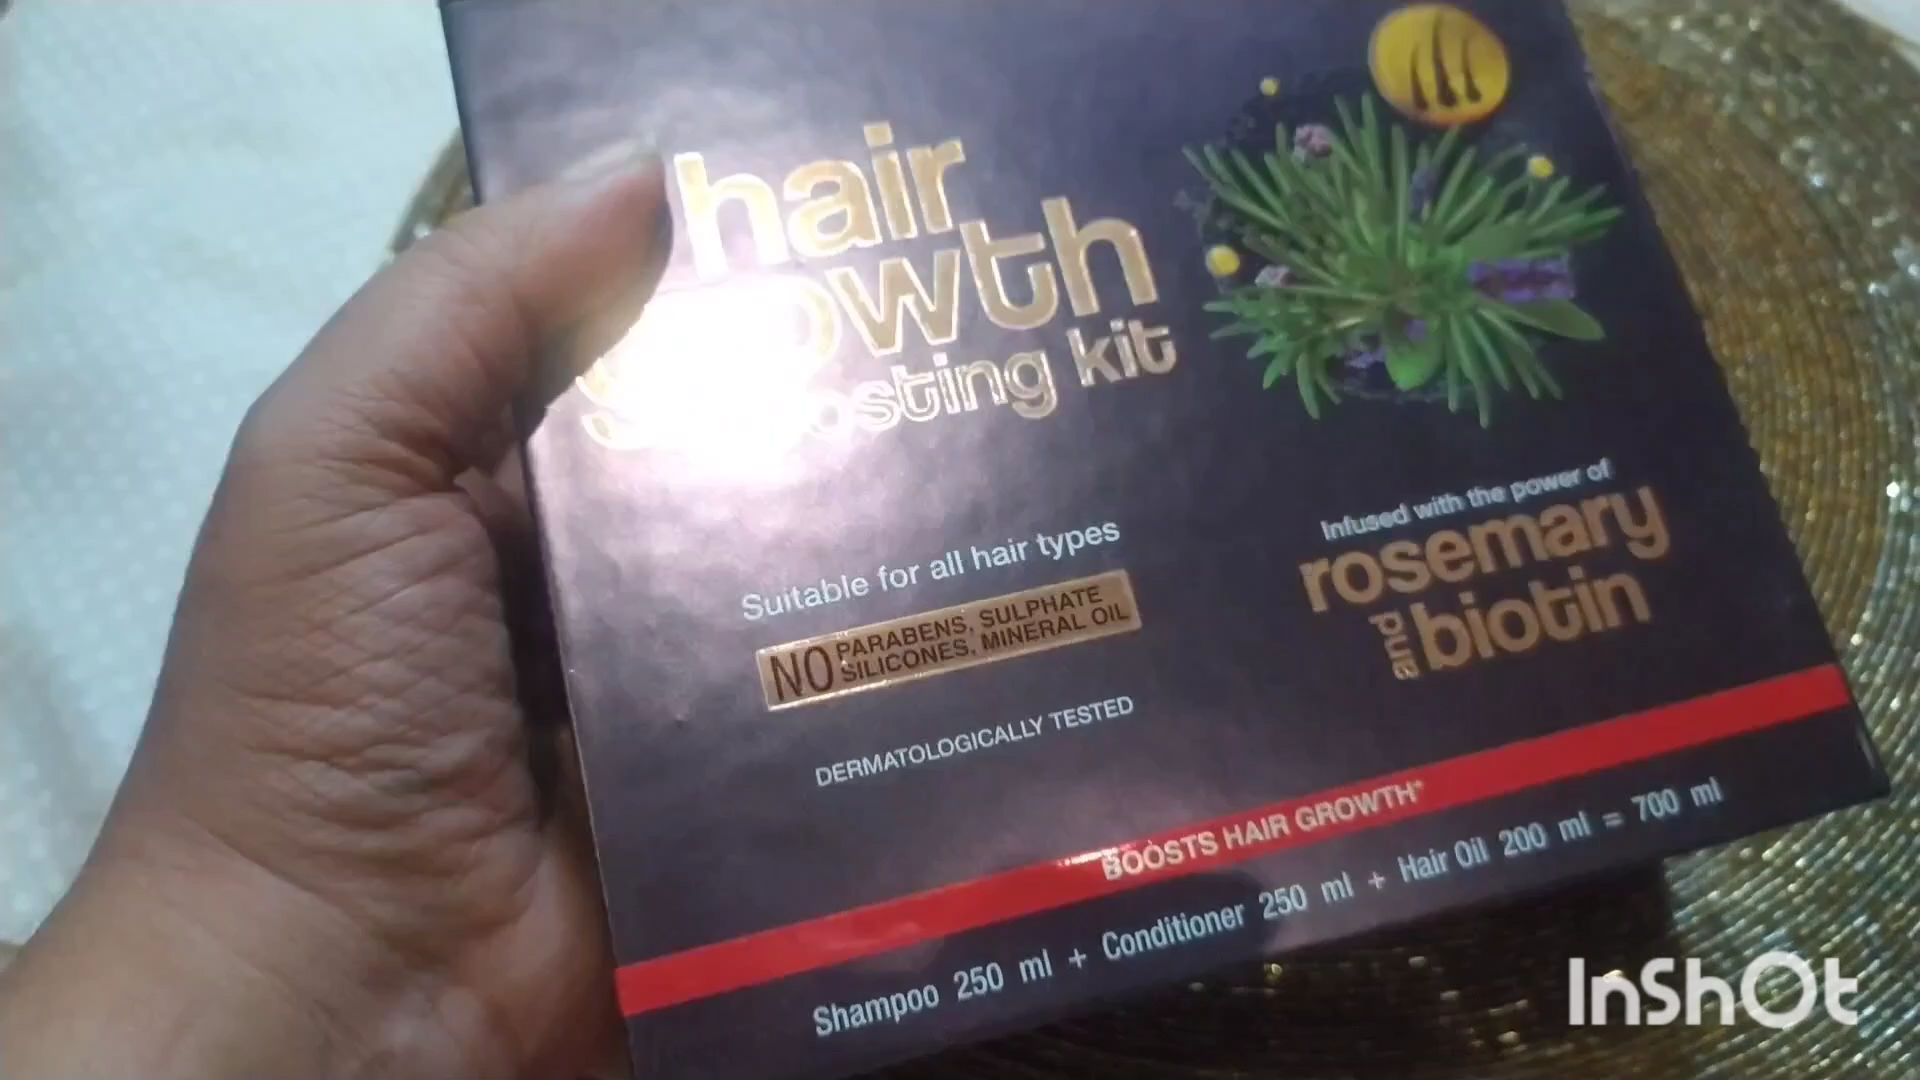 hair
growth
boosting kit
Suitable for all hair types
NO PARABENS, SULPHATE
SILICONES, MINERAL OIL
DERMATOLOGICALLY TESTED
Infused with the power of
rosemary
and biotin
BOOSTS HAIR GROWTH*
Shampoo 250 ml + Conditioner 250 ml + Hair Oil 200 ml = 700 ml
InShOt